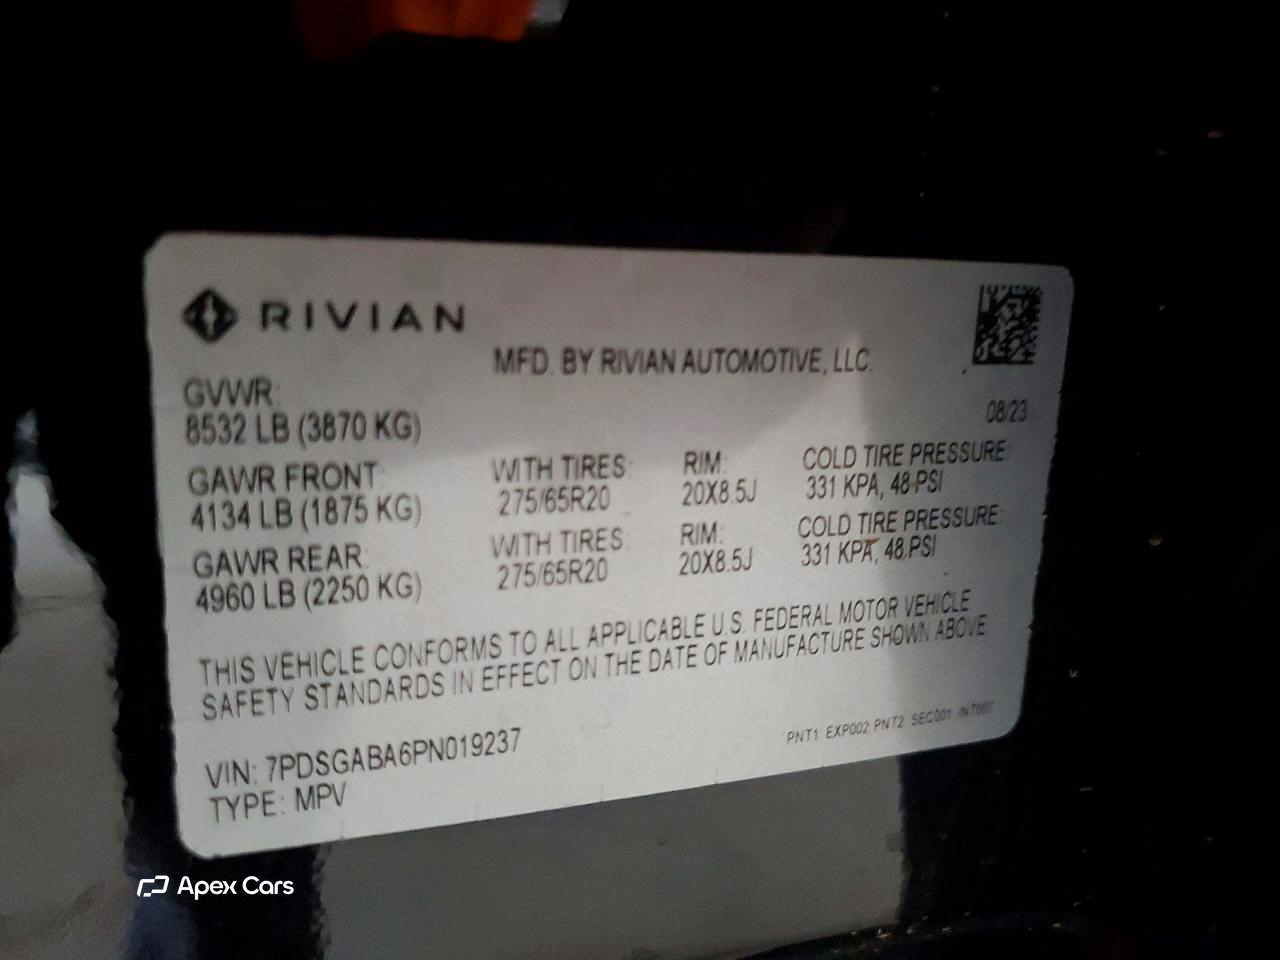 RIVIAN
MFD. BY RIVIAN AUTOMOTIVE, LLC.
08/23
GVWR:
8532 LB (3870 KG)
GAWR FRONT: WITH TIRES: RIM: COLD TIRE PRESSURE:
4134 LB (1875 KG) 275/65R20 20X8.5J 331 KPA, 48 PSI
GAWR REAR: WITH TIRES: RIM: COLD TIRE PRESSURE:
4960 LB (2250 KG) 275/65R20 20X8.5J 331 KPA, 48 PSI
THIS VEHICLE CONFORMS TO ALL APPLICABLE U.S. FEDERAL MOTOR VEHICLE
SAFETY STANDARDS IN EFFECT ON THE DATE OF MANUFACTURE SHOWN ABOVE
VIN: 7PDSGABA6PN019237
TYPE: MPV
PNT1 EXP002 PNT2 SEC001 INT007
Apex Cars